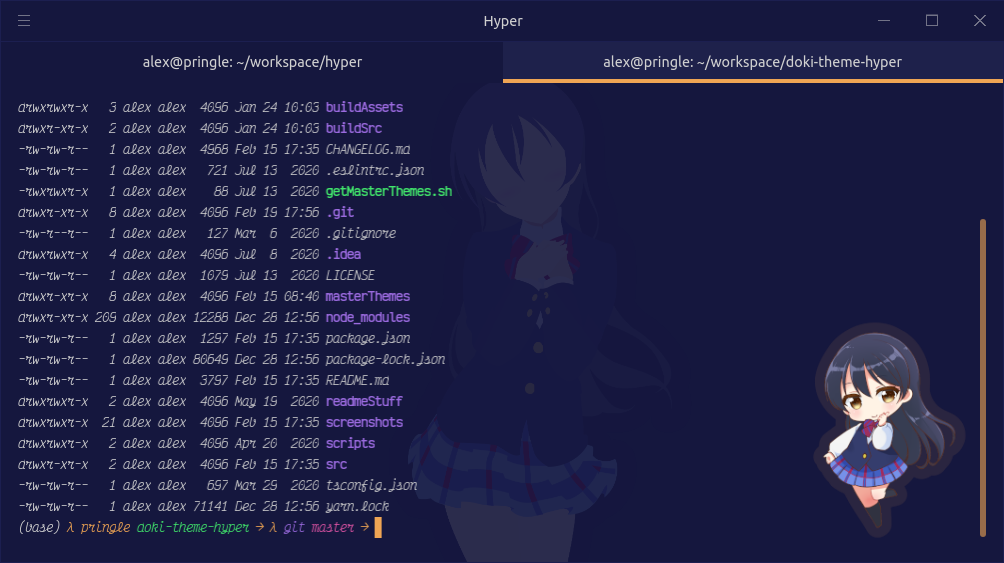 Hyper
alex@pringle: ~/workspace/hyper
alex@pringle: ~/workspace/doki-theme-hyper
drwxrwxr-x 3 alex alex 4096 Jan 24 10:03 buildAssets
drwxr-xr-x 2 alex alex 4096 Jan 24 10:03 buildSrc
-rw-rw-r-- 1 alex alex 4968 Feb 15 17:35 CHANGELOG.md
-rw-rw-r-- 1 alex alex 721 Jul 13 2020 .eslintrc.json
-rwxrwxr-x 1 alex alex 88 Jul 13 2020 getMasterThemes.sh
drwxrwxr-x 8 alex alex 4096 Feb 19 17:56 .git
-rw-r--r-- 1 alex alex 127 Mar 6 2020 .gitignore
drwxrwxr-x 4 alex alex 4096 Jul 8 2020 .idea
-rw-rw-r-- 1 alex alex 1079 Jul 13 2020 LICENSE
drwxr-xr-x 8 alex alex 4096 Feb 15 08:40 masterThemes
drwxr-xr-x 209 alex alex 12288 Dec 28 12:56 node_modules
-rw-rw-r-- 1 alex alex 1297 Feb 15 17:35 package.json
-rw-rw-r-- 1 alex alex 80649 Dec 28 12:56 package-lock.json
-rw-rw-r-- 1 alex alex 3797 Feb 15 17:35 README.md
drwxr-xr-x 2 alex alex 4096 May 19 2020 readmeStuff
drwxrwxr-x 21 alex alex 4096 Feb 15 17:35 screenshots
drwxrwxr-x 2 alex alex 4096 Apr 20 2020 scripts
drwxr-xr-x 2 alex alex 4096 Feb 15 17:35 src
-rw-rw-r-- 1 alex alex 697 Mar 29 2020 tsconfig.json
-rw-rw-r-- 1 alex alex 71141 Dec 28 12:56 yarn.lock
(base) λ pringle doki-theme-hyper → λ git master →